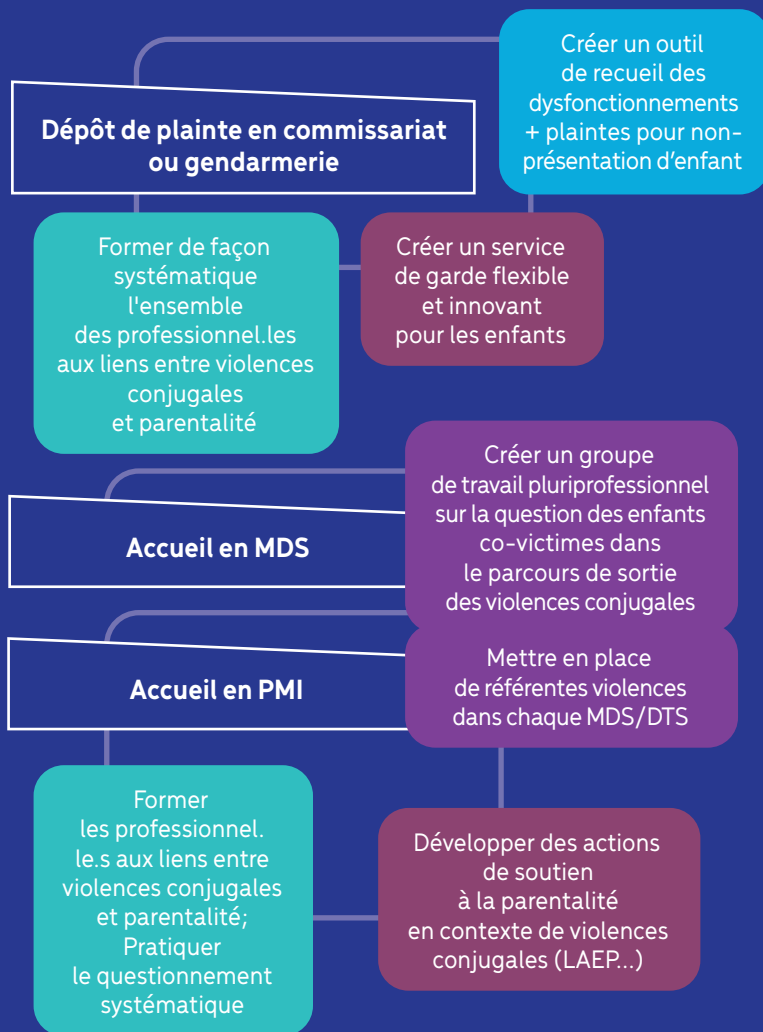 Créer un outil
de recueil des
dysfonctionnements
+ plaintes pour non-
présentation d’enfant
Dépôt de plainte en commissariat
ou gendarmerie
Former de façon
systématique
l'ensemble
des professionnel.les
aux liens entre violences
conjugales
et parentalité
Créer un service
de garde flexible
et innovant
pour les enfants
Créer un groupe
de travail pluriprofessionnel
sur la question des enfants
co-victimes dans
le parcours de sortie
des violences conjugales
Accueil en MDS
Mettre en place
de référentes violences
dans chaque MDS/DTS
Accueil en PMI
Former
les professionnel.
le.s aux liens entre
violences conjugales
et parentalité;
Pratiquer
le questionnement
systématique
Développer des actions
de soutien
à la parentalité
en contexte de violences
conjugales (LAEP...)